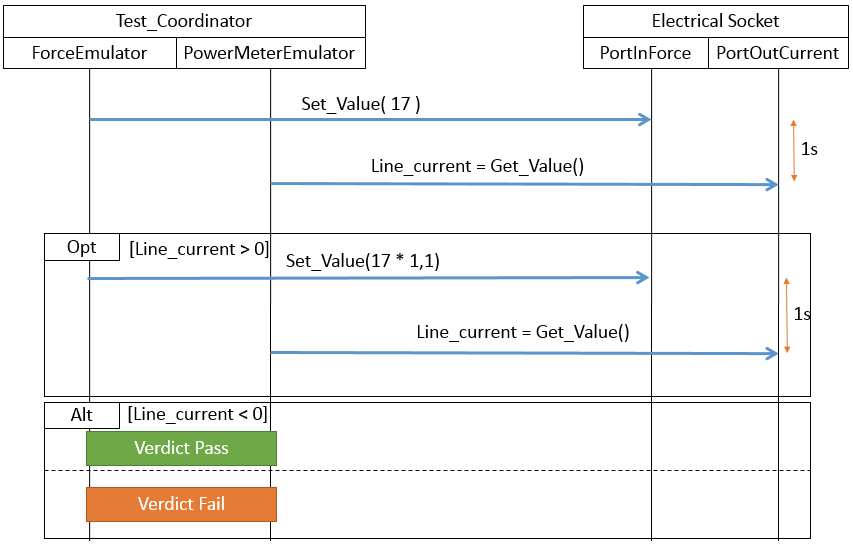 Test_Coordinator
Electrical Socket
ForceEmulator
PowerMeterEmulator
PortInForce
PortOutCurrent
Set_Value( 17 )
1s
Line_current = Get_Value()
Opt
[Line_current > 0]
Set_Value(17 * 1,1)
1s
Line_current = Get_Value()
Alt
[Line_current < 0]
Verdict Pass
Verdict Fail